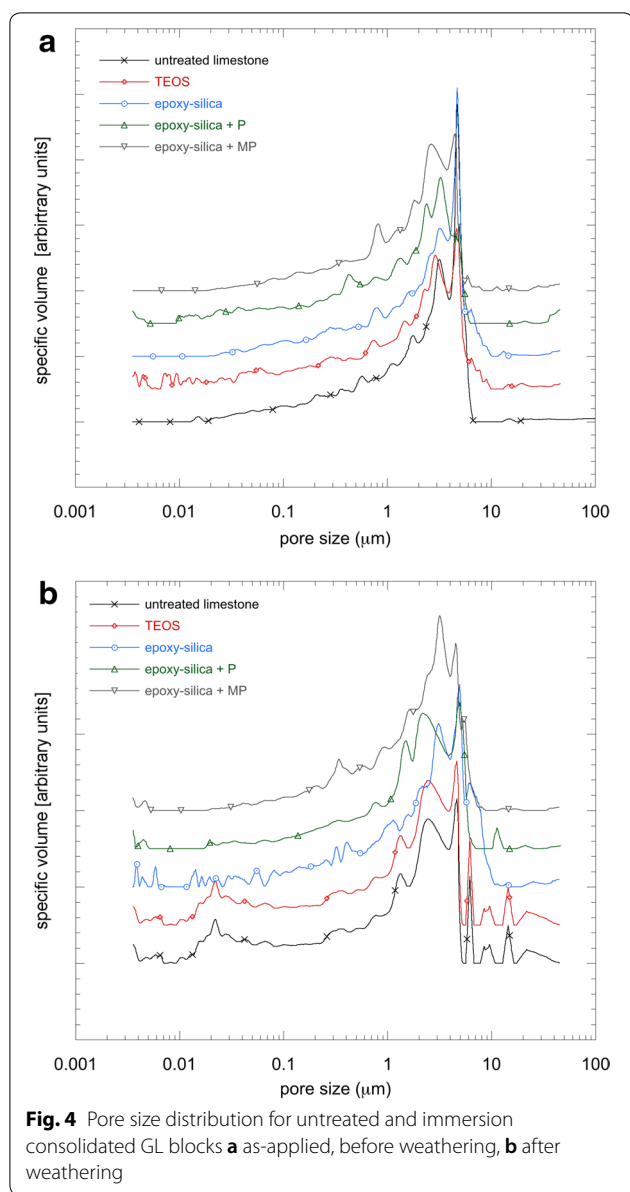 a
untreated limestone
TEOS
epoxy-silica
epoxy-silica + P
epoxy-silica + MP
specific volume [arbirtrary units]
0.001 0.01 0.1 1 10 100
pore size (μm)
b
untreated limestone
TEOS
epoxy-silica
epoxy-silica + P
epoxy-silica + MP
specific volume [arbitrary units]
0.001 0.01 0.1 1 10 100
pore size (μm)
Fig. 4 Pore size distribution for untreated and immersion
consolidated GL blocks a as-applied, before weathering, b after
weathering